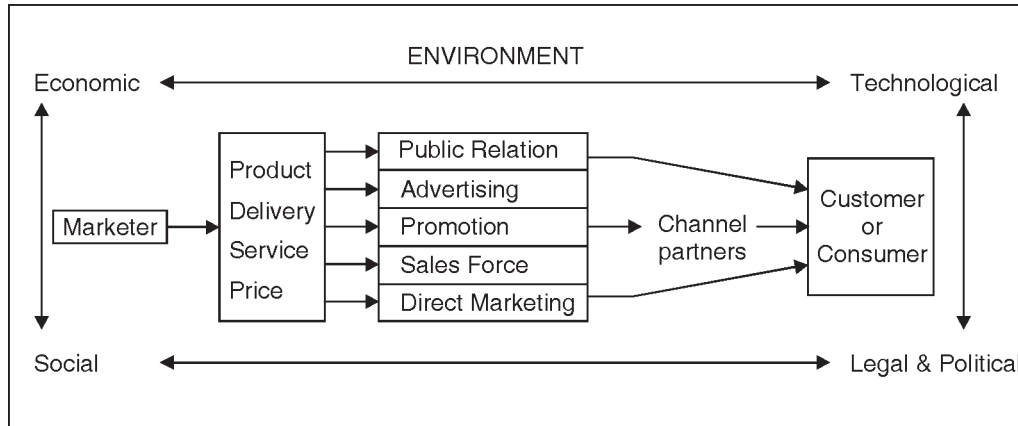 ENVIRONMENT
Economic
Technological
Marketer
Product
Delivery
Service
Price
Public Relation
Advertising
Promotion
Sales Force
Direct Marketing
Channel
partners
Customer
or
Consumer
Social
Legal & Political